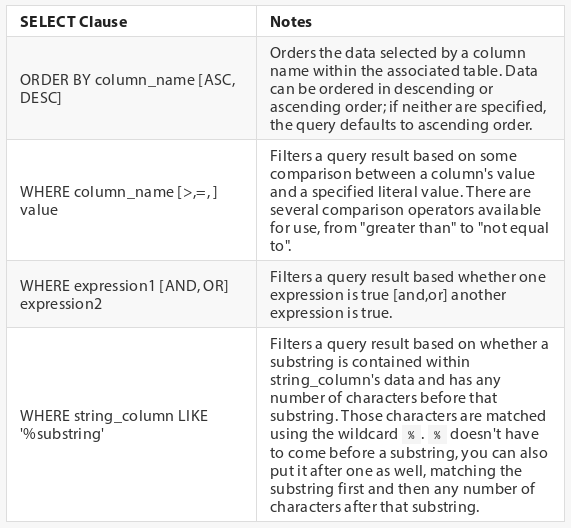 SELECT Clause
Notes
ORDER BY column_name [ASC,
DESC]
Orders the data selected by a column
name within the associated table. Data
can be ordered in descending or
ascending order; if neither are specified,
the query defaults to ascending order.
WHERE column_name [>,=, ]
value
Filters a query result based on some
comparison between a column's value
and a specified literal value. There are
several comparison operators available
for use, from "greater than" to "not equal
to".
WHERE expression1 [AND, OR]
expression2
Filters a query result based whether one
expression is true [and,or] another
expression is true.
WHERE string_column LIKE
'%substring'
Filters a query result based on whether a
substring is contained within
string_column's data and has any
number of characters before that
substring. Those characters are matched
using the wildcard % . % doesn't have
to come before a substring, you can also
put it after one as well, matching the
substring first and then any number of
characters after that substring.